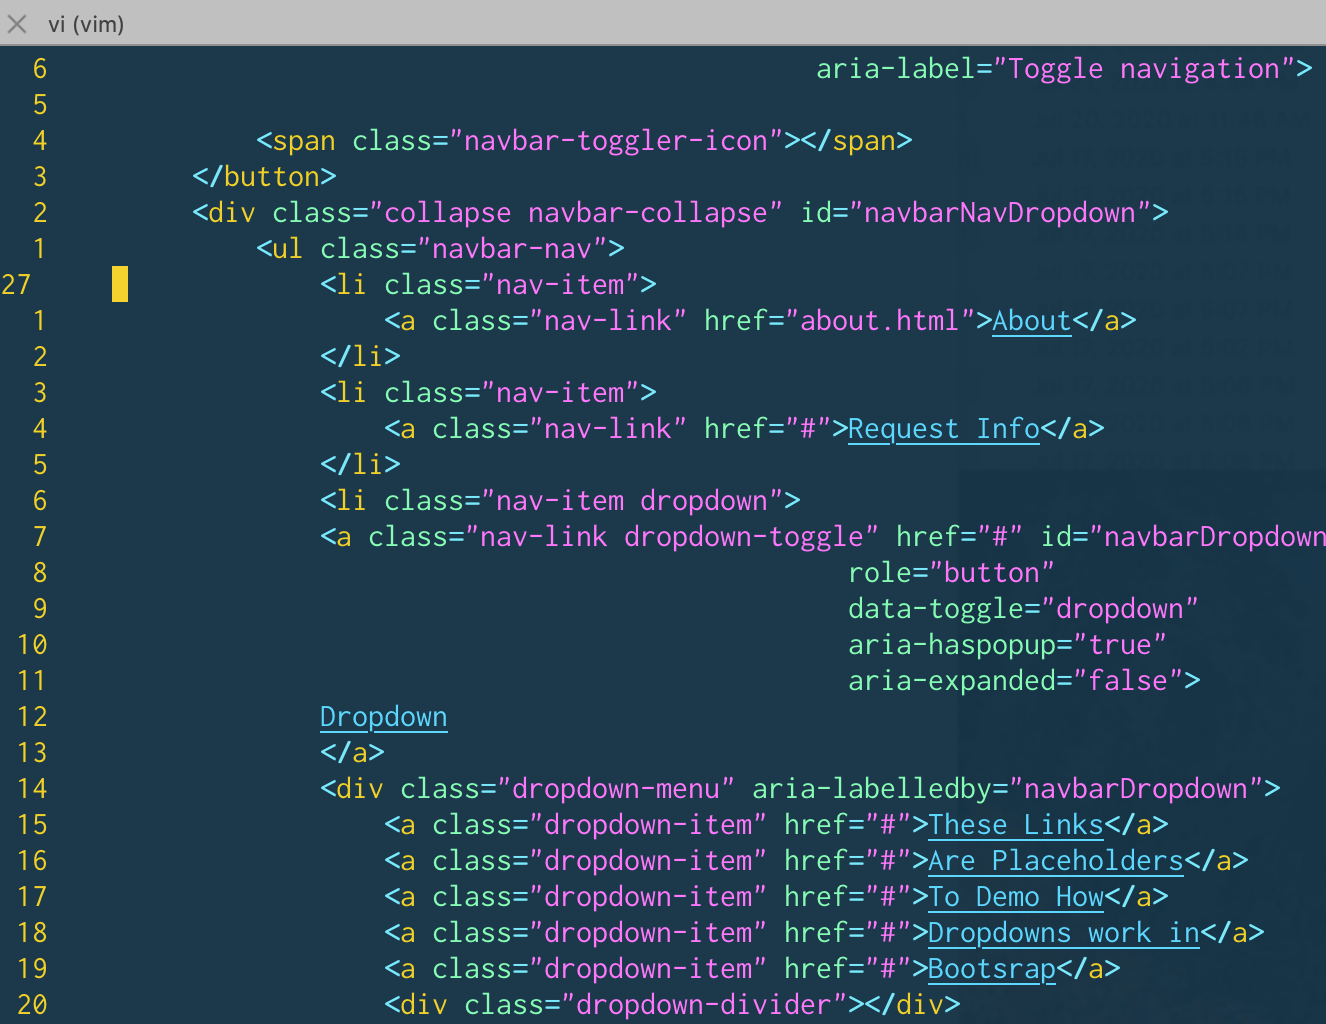 vi (vim)
6 aria-label="Toggle navigation">
5
4 <span class="navbar-toggler-icon"></span>
3 </button>
2 <div class="collapse navbar-collapse" id="navbarNavDropdown">
1 <ul class="navbar-nav">
27 <li class="nav-item">
1 <a class="nav-link" href="about.html">About</a>
2 </li>
3 <li class="nav-item">
4 <a class="nav-link" href="#">Request Info</a>
5 </li>
6 <li class="nav-item dropdown">
7 <a class="nav-link dropdown-toggle" href="#" id="navbarDropdown
8 role="button"
9 data-toggle="dropdown"
10 aria-haspopup="true"
11 aria-expanded="false">
12 Dropdown
13 </a>
14 <div class="dropdown-menu" aria-labelledby="navbarDropdown">
15 <a class="dropdown-item" href="#">These Links</a>
16 <a class="dropdown-item" href="#">Are Placeholders</a>
17 <a class="dropdown-item" href="#">To Demo How</a>
18 <a class="dropdown-item" href="#">Dropdowns work in</a>
19 <a class="dropdown-item" href="#">Bootsrap</a>
20 <div class="dropdown-divider"></div>